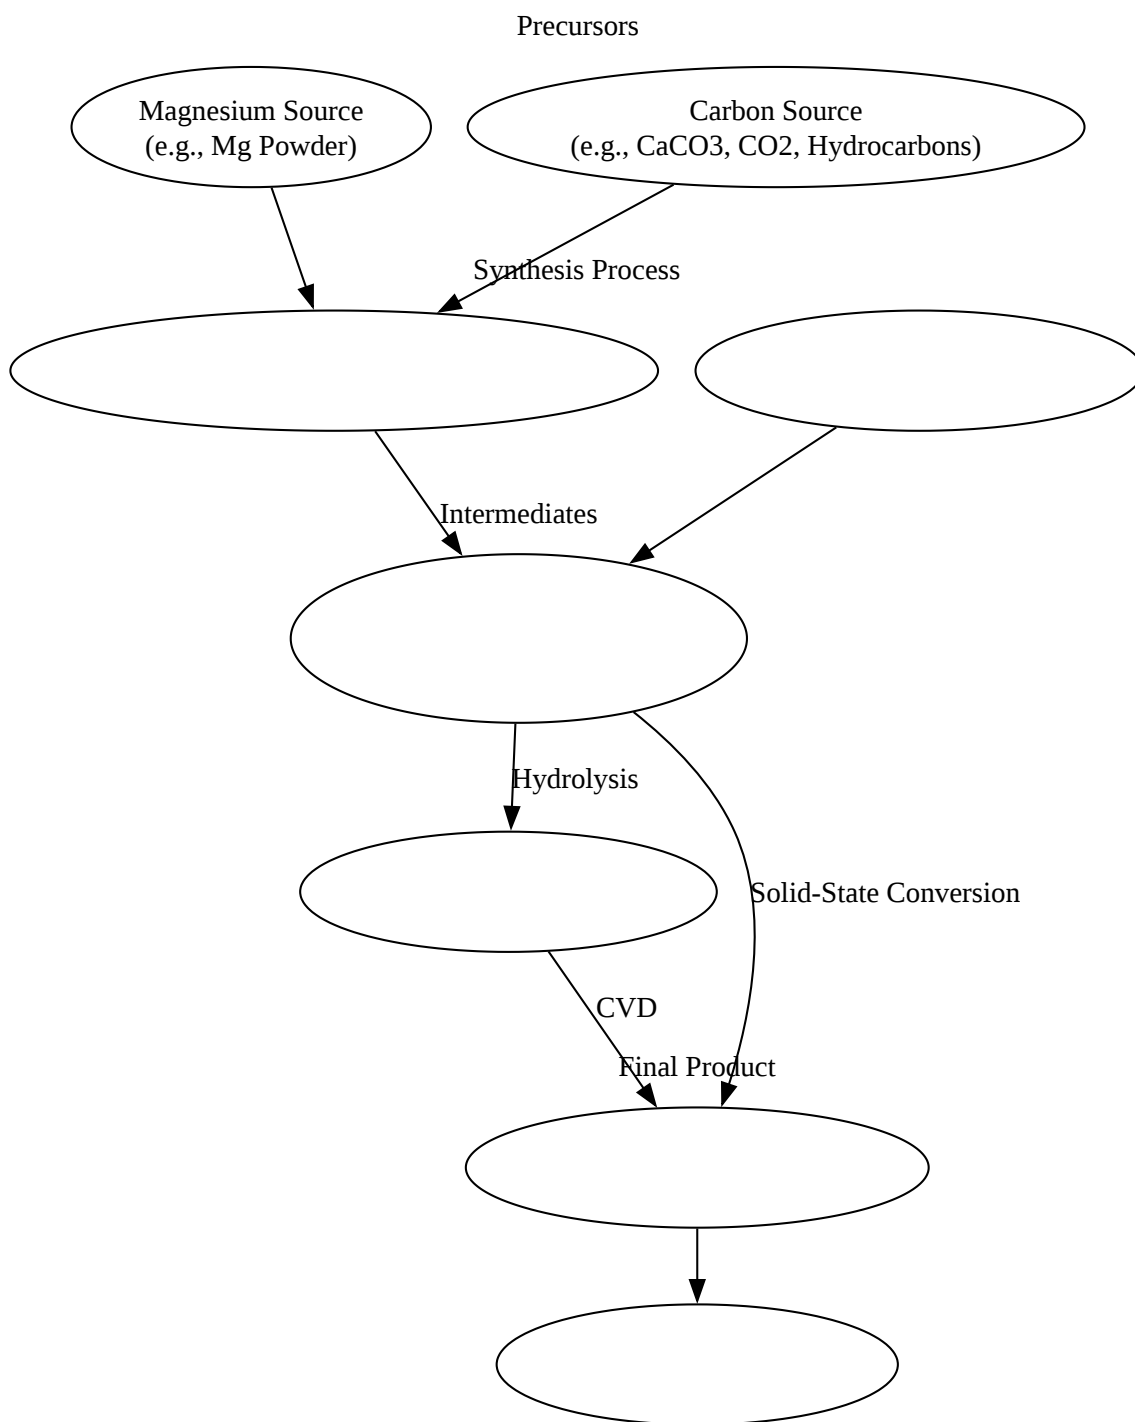 Precursors
Magnesium Source
(e.g., Mg Powder)
Carbon Source
(e.g., CaCO3, CO2, Hydrocarbons)
Synthesis Process
Intermediates
Hydrolysis
Solid-State Conversion
CVD
Final Product